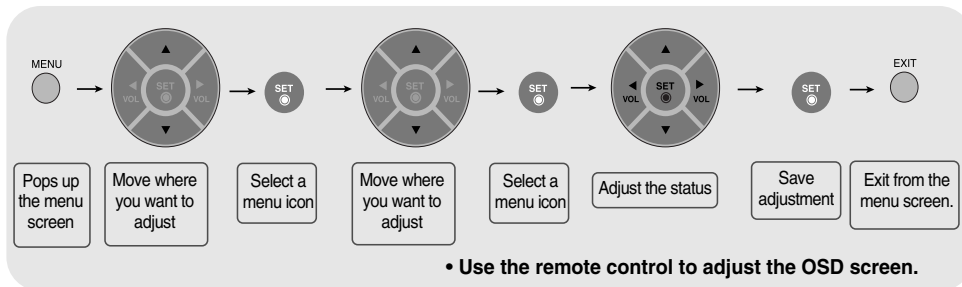 MENU
EXIT
SET
VOL
VOL
SET
SET
VOL
VOL
SET
SET
VOL
VOL
SET
Pops up
the menu
screen
Move where
you want to
adjust
Select a
menu icon
Move where
you want to
adjust
Select a
menu icon
Adjust the status
Save
adjustment
Exit from the
menu screen.
• Use the remote control to adjust the OSD screen.